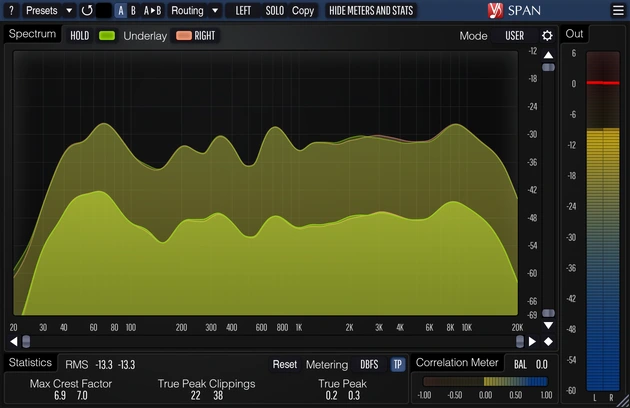 ? Presets A B A▸B Routing LEFT SOLO Copy HIDE METERS AND STATS SPAN
Spectrum HOLD Underlay RIGHT Mode USER Out
-12
-18
-24
-30
-36
-42
-48
-54
-60
-66
-69
20 30 40 60 80 100 200 300 400 600 800 1K 2K 3K 4K 6K 8K 10K 20K
6
0
-6
-12
-18
-24
-30
-36
-42
-48
-54
-60
L R
Statistics RMS -13.3 -13.3 Reset Metering DBFS TP
Max Crest Factor True Peak Clippings True Peak
6.9 7.0 22 38 0.2 0.3
Correlation Meter BAL 0.0
-1.00 -0.50 0.00 0.50 1.00